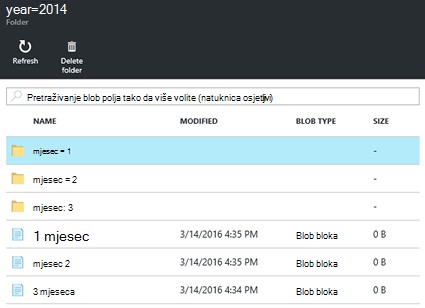 year=2014
Folder
Refresh
Delete folder
Pretraživanje blob polja tako da više volite (natuknica osjetljivi)
NAME MODIFIED BLOB TYPE SIZE
mjesec = 1 -
mjesec = 2 -
mjesec: 3 -
1 mjesec 3/14/2016 4:35 PM Blob bloka 0 B
mjesec 2 3/14/2016 4:35 PM Blob bloka 0 B
3 mjeseca 3/14/2016 4:34 PM Blob bloka 0 B